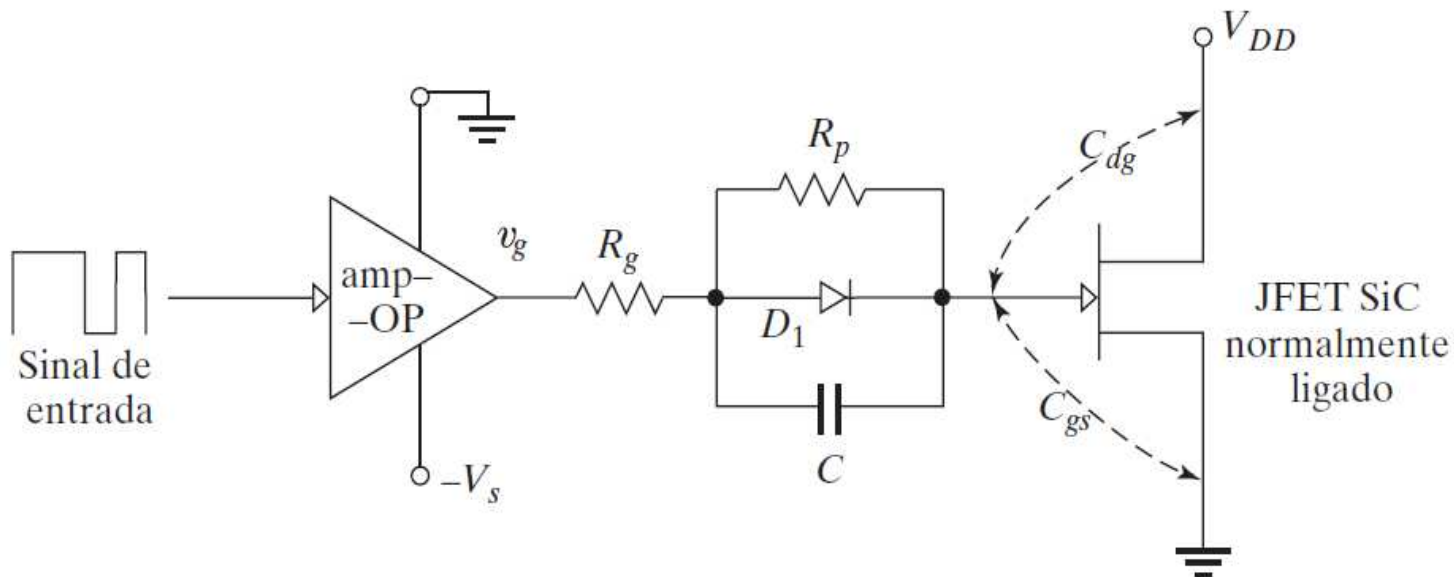 V_DD
R_p
C_dg
v_g
R_g
amp–
–OP
D_1
JFET SiC
normalmente
ligado
Sinal de
entrada
C_gs
C
–V_s